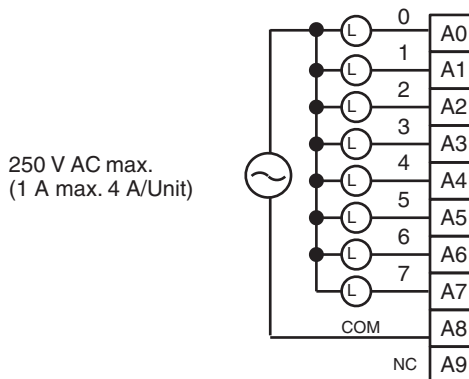 0
L
A0
1
L
A1
2
L
A2
3
L
A3
250 V AC max.
(1 A max. 4 A/Unit)
4
L
A4
5
L
A5
6
L
A6
7
L
A7
COM
A8
NC
A9